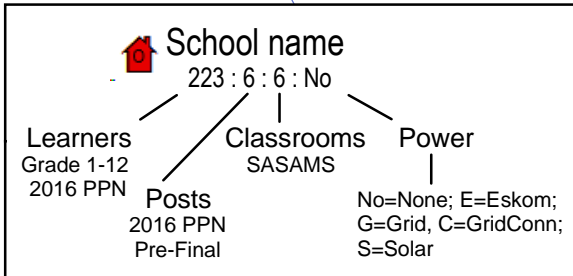 O
School name
223 : 6 : 6 : No
Learners
Grade 1-12
2016 PPN
Posts
2016 PPN
Pre-Final
Classrooms
SASAMS
Power
No=None; E=Eskom;
G=Grid, C=GridConn;
S=Solar